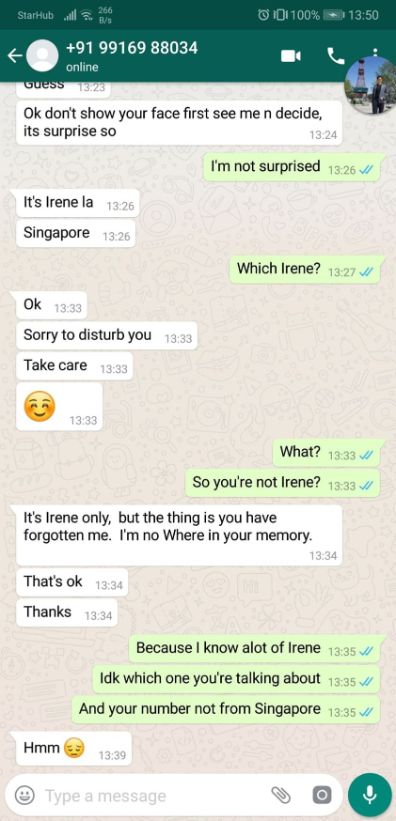 StarHub 266 B/s 100% 13:50
+91 99169 88034
online
Guess 13:23
Ok don't show your face first see me n decide,
its surprise so 13:24
I'm not surprised 13:26
It's Irene la 13:26
Singapore 13:26
Which Irene? 13:27
Ok 13:33
Sorry to disturb you 13:33
Take care 13:33
13:33
What? 13:33
So you're not Irene? 13:33
It's Irene only, but the thing is you have
forgotten me. I'm no Where in your memory.
13:34
That's ok 13:34
Thanks 13:34
Because I know alot of Irene 13:35
Idk which one you're talking about 13:35
And your number not from Singapore 13:35
Hmm 13:39
Type a message